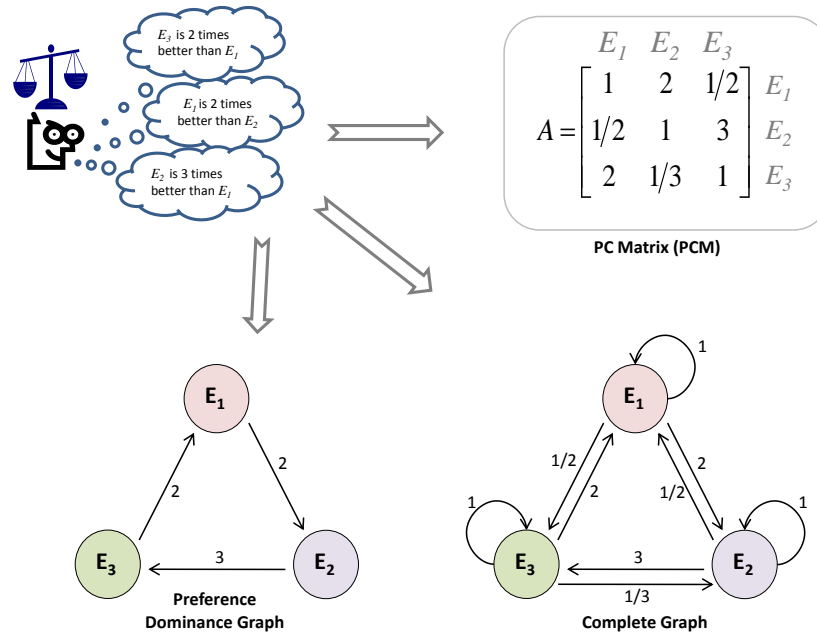 E3 is 2 times
better than E1
E1 is 2 times
better than E2
E2 is 3 times
better than E1
E1 E2 E3
A = [ 1 2 1/2 ] E1
[ 1/2 1 3 ] E2
[ 2 1/3 1 ] E3
PC Matrix (PCM)
E1
2
2
E3
3
E2
Preference
Dominance Graph
1
E1
1/2
2
2
1/2
1
1
E3
3
E2
1/3
Complete Graph